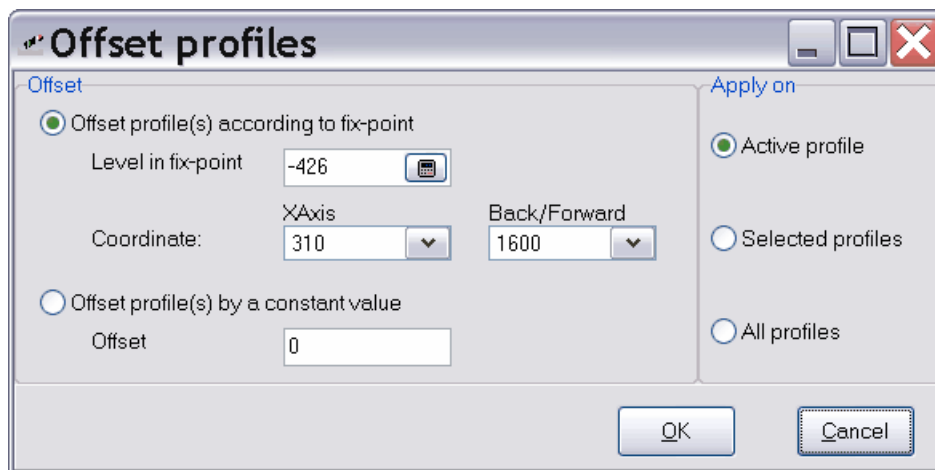 Offset profiles
Offset
Apply on
Offset profile(s) according to fix-point
Level in fix-point -426
Active profile
XAxis Back/Forward
Coordinate: 310 1600
Selected profiles
Offset profile(s) by a constant value
Offset 0
All profiles
OK Cancel